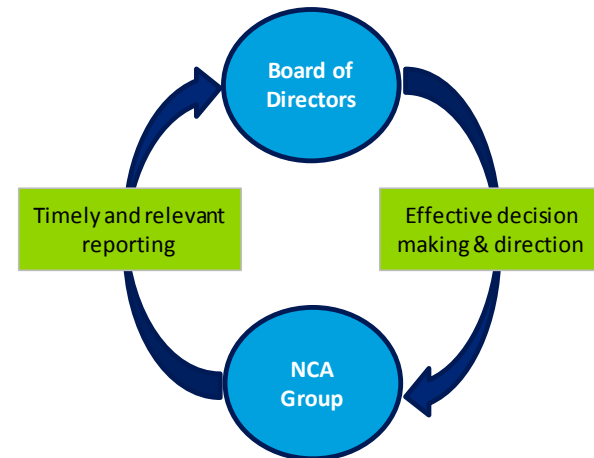 Board of
Directors
Timely and relevant
reporting
Effective decision
making & direction
NCA
Group